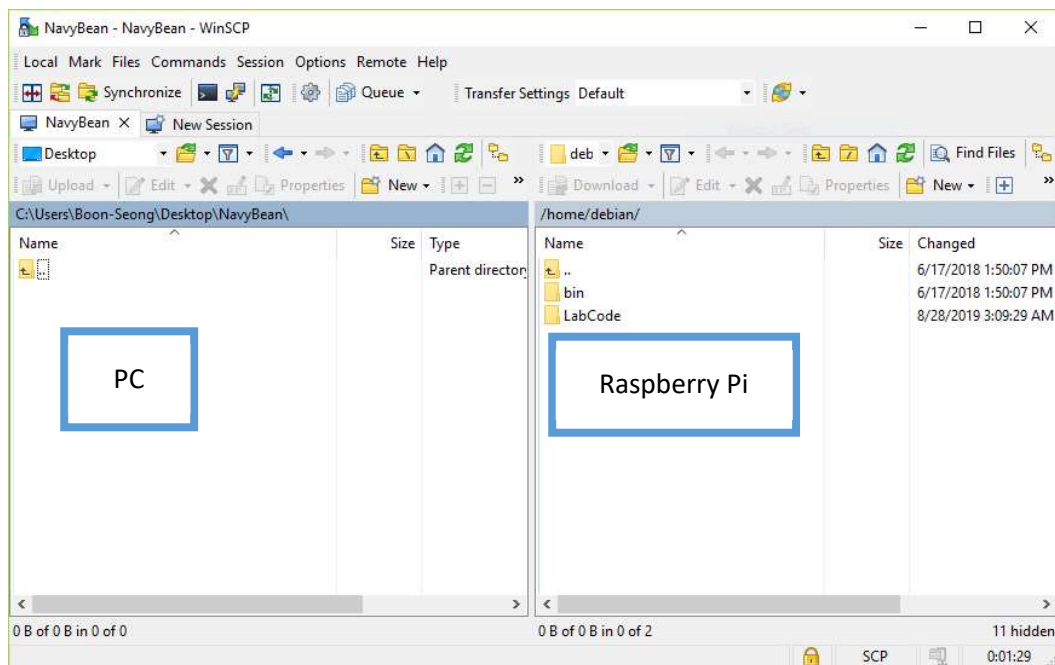 NavyBean - NavyBean - WinSCP
Local Mark Files Commands Session Options Remote Help
Synchronize Queue Transfer Settings Default
NavyBean New Session
Desktop deb Find Files
Upload Edit Properties New » Download Edit Properties New »
C:\Users\Boon-Seong\Desktop\NavyBean\ /home/debian/
Name Size Type Name Size Changed
.. Parent directory .. 6/17/2018 1:50:07 PM
bin 6/17/2018 1:50:07 PM
LabCode 8/28/2019 3:09:29 AM
PC Raspberry Pi
0 B of 0 B in 0 of 0 0 B of 0 B in 0 of 2 11 hidden
SCP 0:01:29